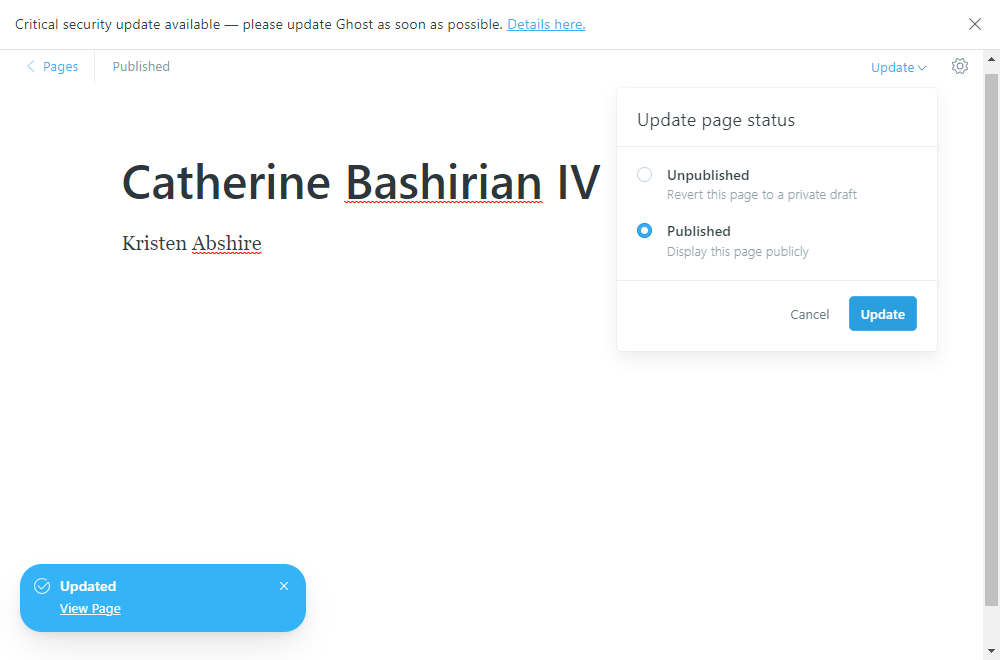 Critical security update available — please update Ghost as soon as possible. Details here.
Pages
Published
Update
Update page status
Unpublished
Revert this page to a private draft
Published
Display this page publicly
Cancel
Update
Catherine Bashirian IV
Kristen Abshire
Updated
View Page